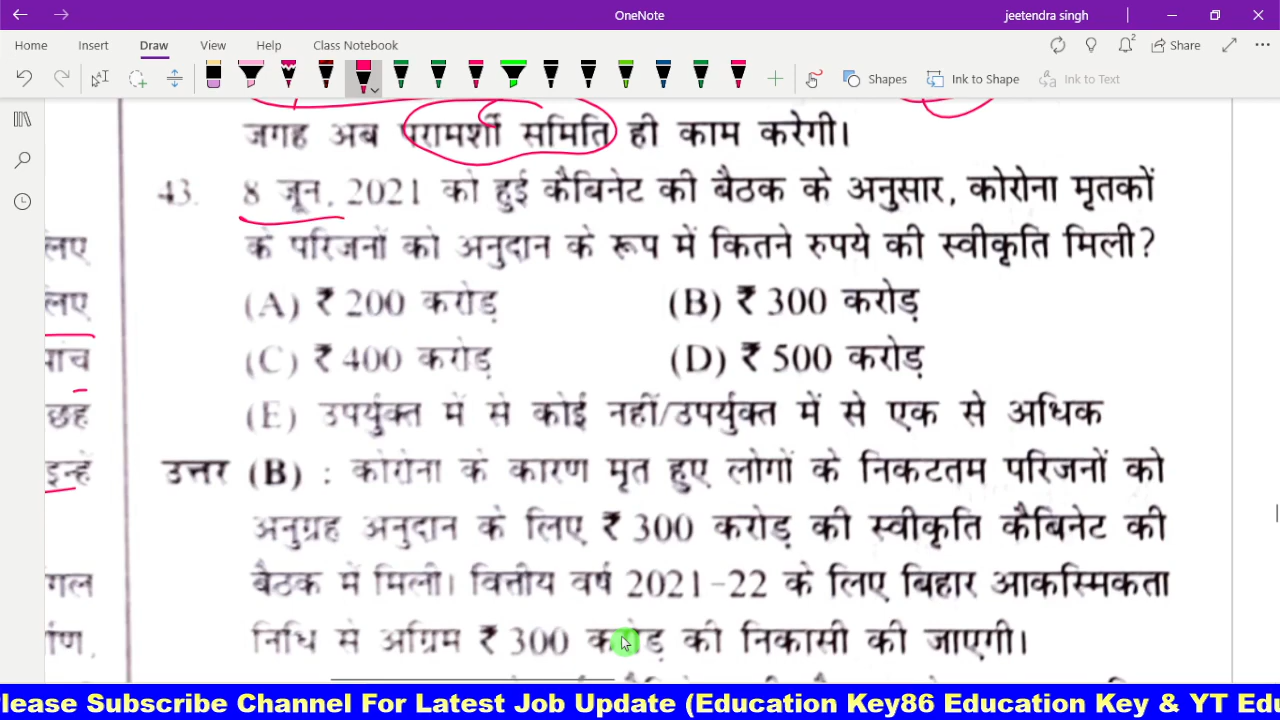 OneNote
jeetendra singh
Home Insert Draw View Help Class Notebook
Share
Shapes Ink to Shape Ink to Text
जगह अब परामर्शी समिति ही काम करेगी।
43. 8 जून, 2021 को हुई कैबिनेट की बैठक के अनुसार, कोरोना मृतकों
के परिजनों को अनुदान के रूप में कितने रुपये की स्वीकृति मिली?
(A) ₹ 200 करोड़ (B) ₹ 300 करोड़
(C) ₹ 400 करोड़ (D) ₹ 500 करोड़
(E) उपर्युक्त में से कोई नहीं/उपर्युक्त में से एक से अधिक
उत्तर (B) : कोरोना के कारण मृत हुए लोगों के निकटतम परिजनों को
अनुग्रह अनुदान के लिए ₹ 300 करोड़ की स्वीकृति कैबिनेट की
बैठक में मिली। वित्तीय वर्ष 2021-22 के लिए बिहार आकस्मिकता
निधि से अग्रिम ₹ 300 करोड़ की निकासी की जाएगी।
लिए
लिए
पांच
छह
इन्हें
lease Subscribe Channel For Latest Job Update (Education Key86 Education Key & YT Edu